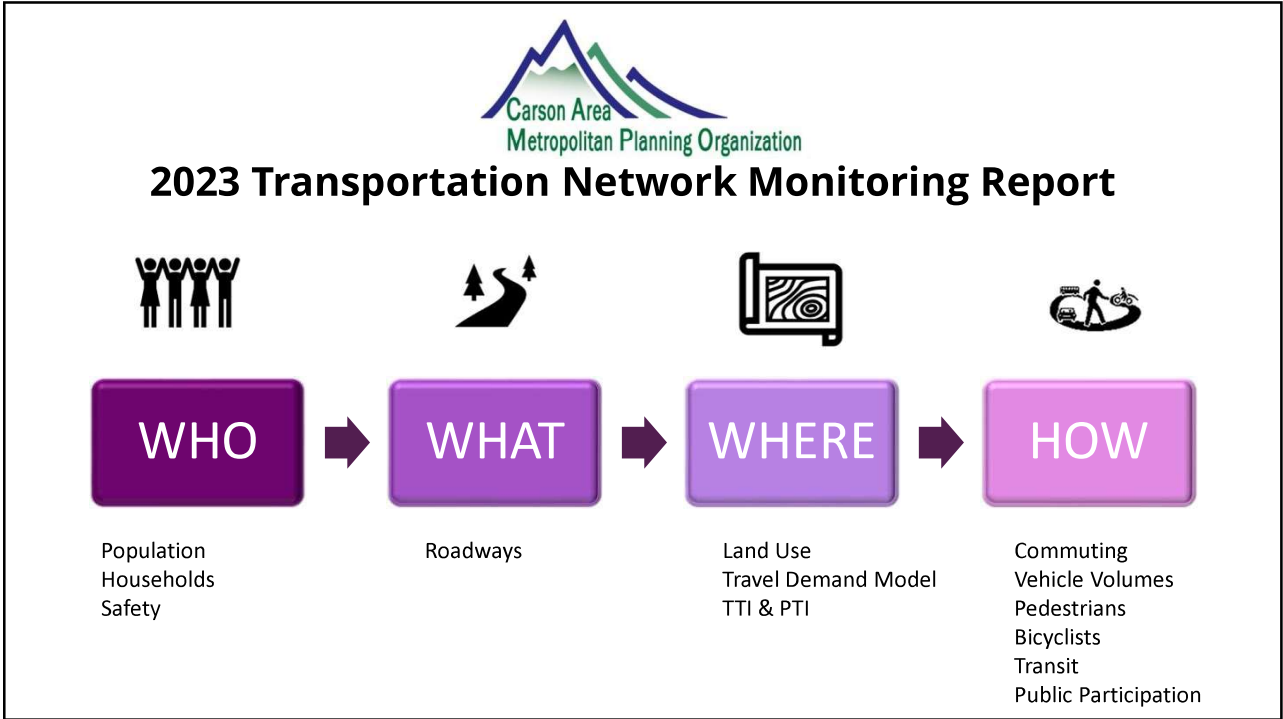 Carson Area
Metropolitan Planning Organization
2023 Transportation Network Monitoring Report
WHO
WHAT
WHERE
HOW
Population
Households
Safety
Roadways
Land Use
Travel Demand Model
TTI & PTI
Commuting
Vehicle Volumes
Pedestrians
Bicyclists
Transit
Public Participation